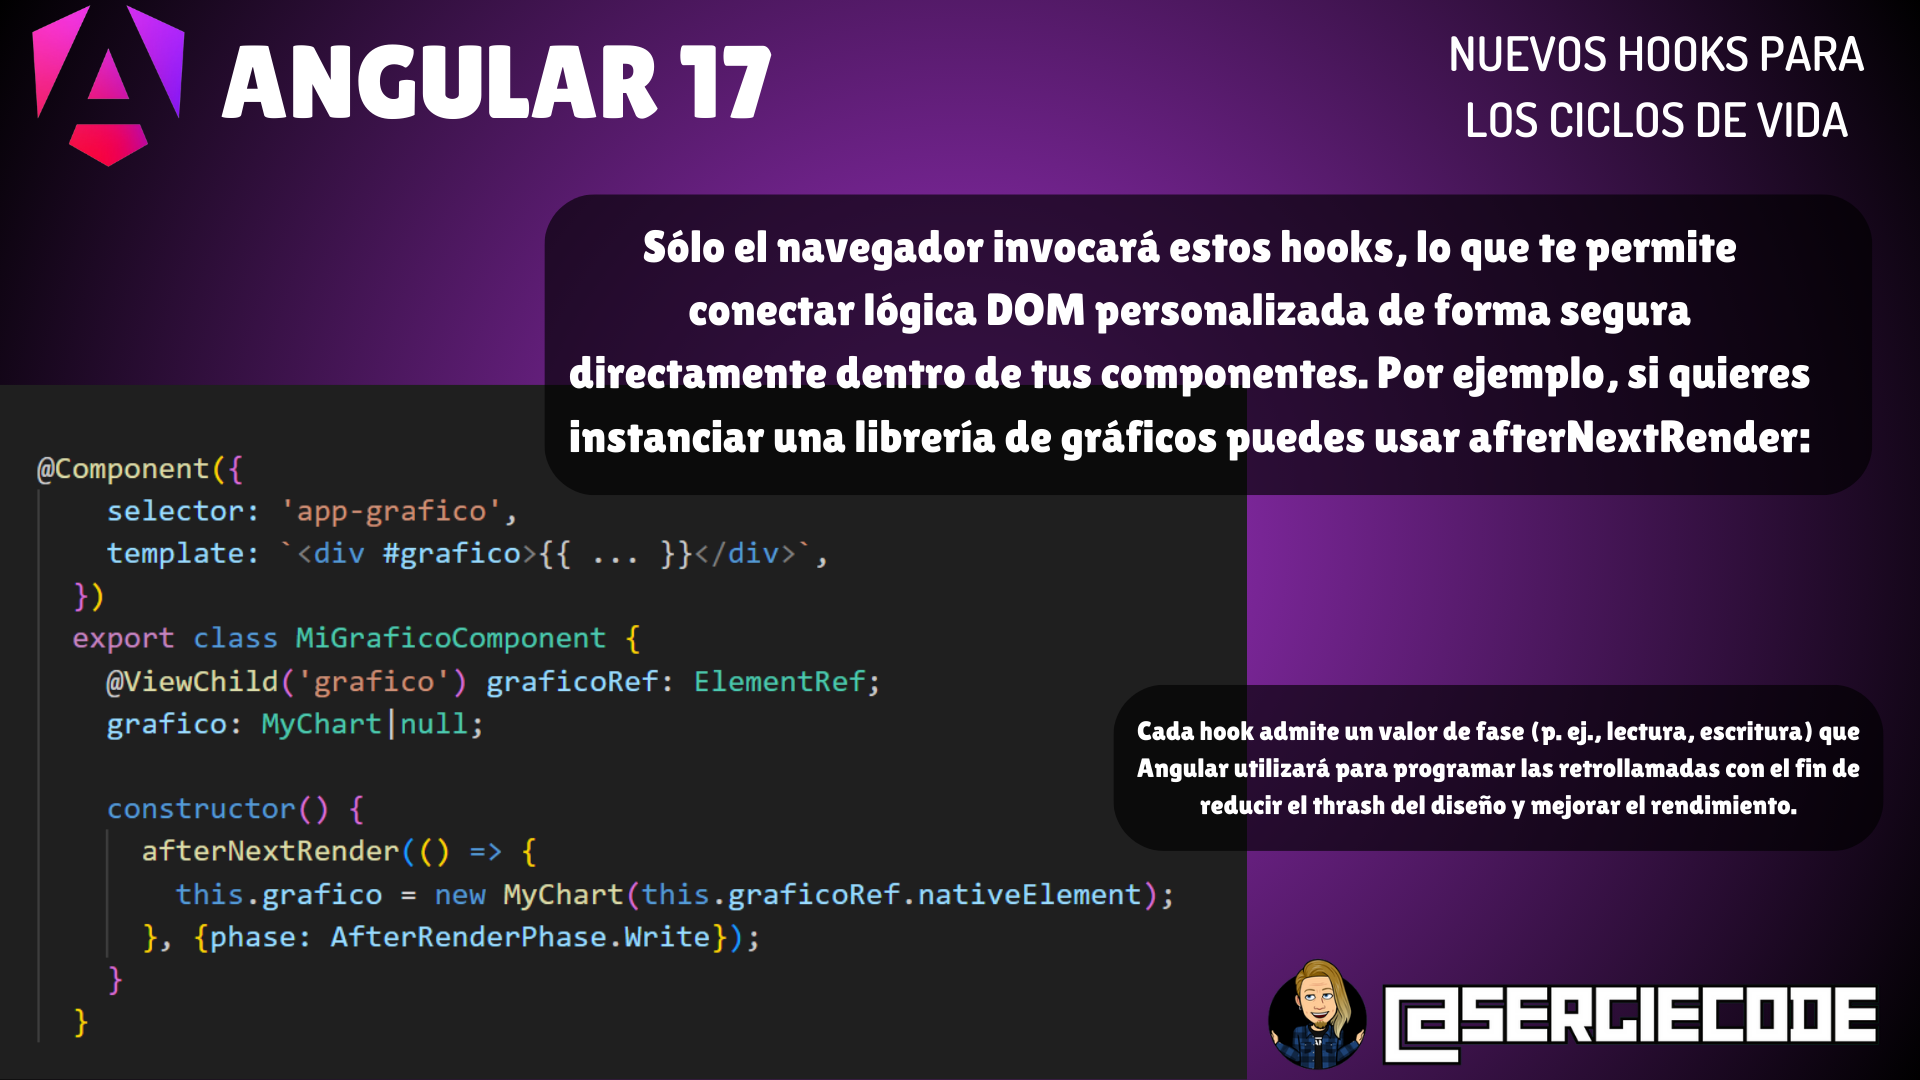 ANGULAR 17
NUEVOS HOOKS PARA
LOS CICLOS DE VIDA
Sólo el navegador invocará estos hooks, lo que te permite
conectar lógica DOM personalizada de forma segura
directamente dentro de tus componentes. Por ejemplo, si quieres
instanciar una librería de gráficos puedes usar afterNextRender:
@Component({
selector: 'app-grafico',
template: `<div #grafico>{{ ... }}</div>`,
})
export class MiGraficoComponent {
@ViewChild('grafico') graficoRef: ElementRef;
grafico: MyChart|null;
constructor() {
afterNextRender(() => {
this.grafico = new MyChart(this.graficoRef.nativeElement);
}, {phase: AfterRenderPhase.Write});
}
}
Cada hook admite un valor de fase (p. ej., lectura, escritura) que
Angular utilizará para programar las retrollamadas con el fin de
reducir el thrash del diseño y mejorar el rendimiento.
@SERGIECODE